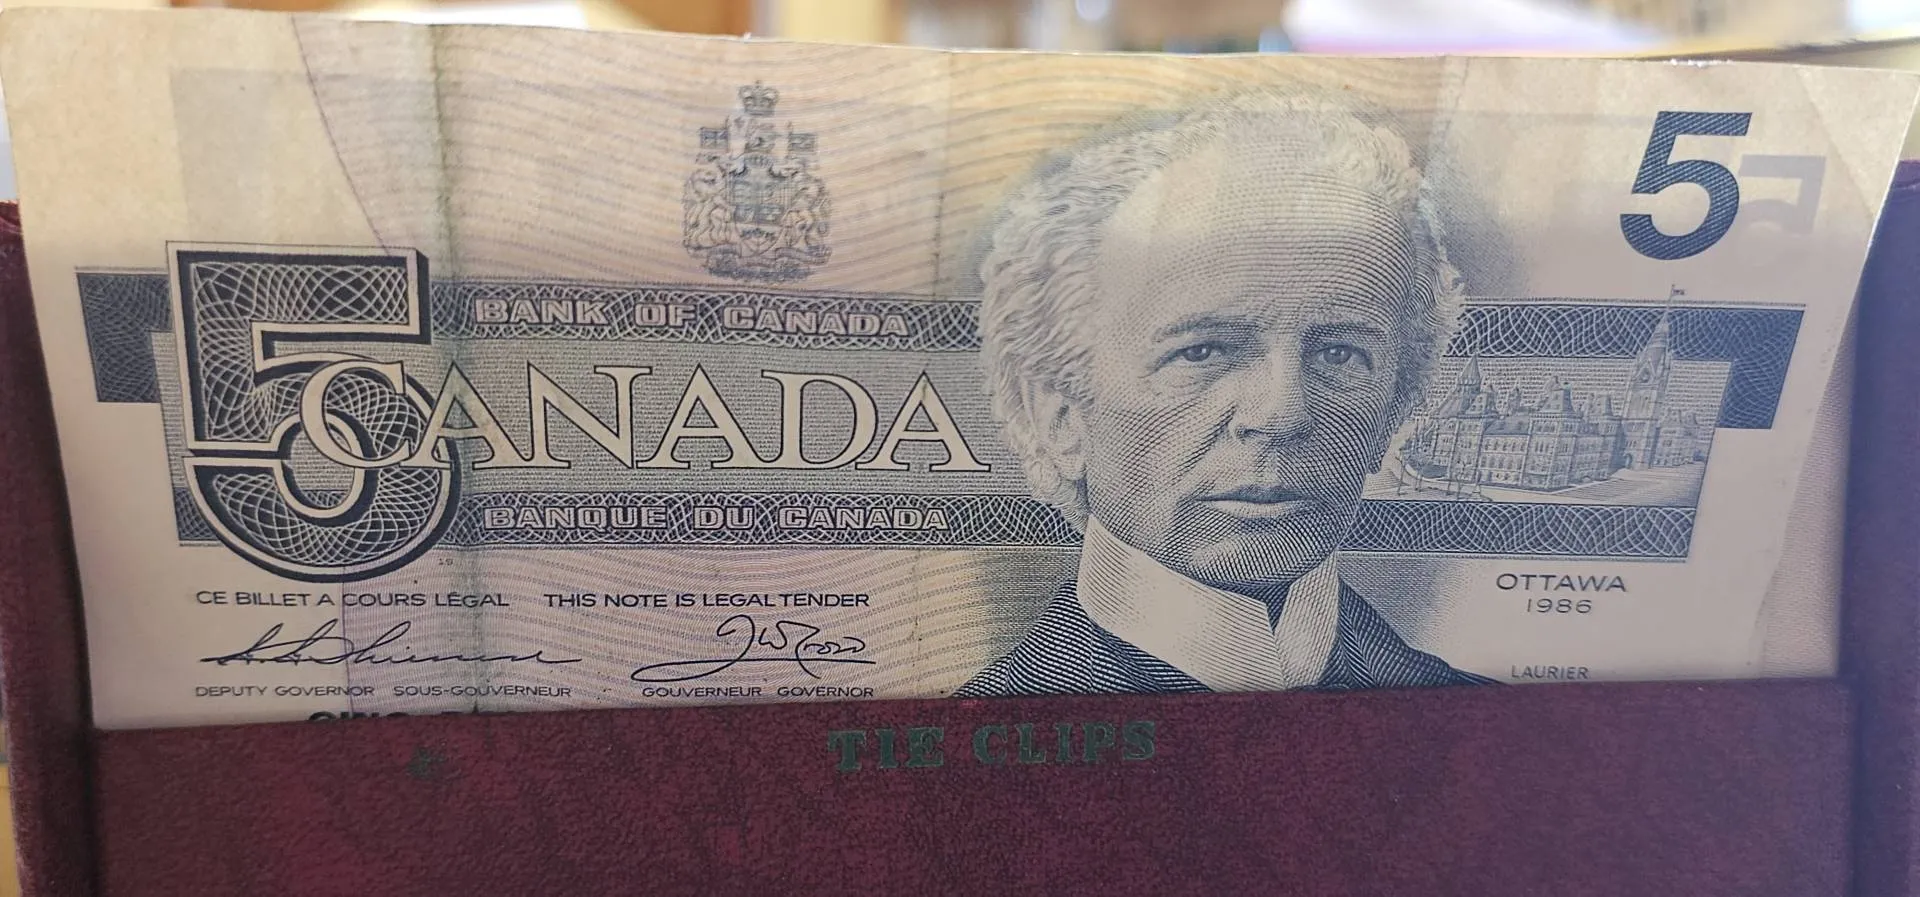 5
5
BANK OF CANADA
CANADA
BANQUE DU CANADA
CE BILLET A COURS LÉGAL THIS NOTE IS LEGAL TENDER
DEPUTY GOVERNOR SOUS-GOUVERNEUR GOUVERNEUR GOVERNOR
OTTAWA
1986
LAURIER
TIE CLIPS